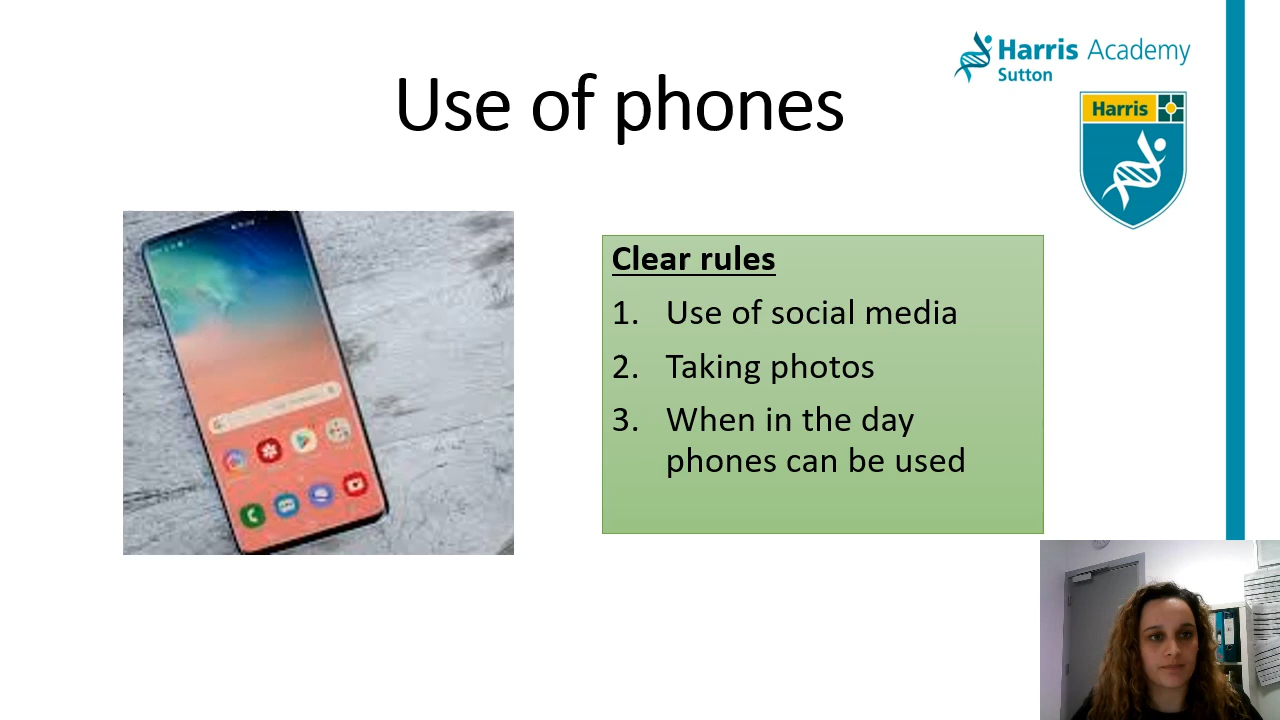 Harris Academy
Sutton
Use of phones
Harris
Clear rules
1. Use of social media
2. Taking photos
3. When in the day
phones can be used